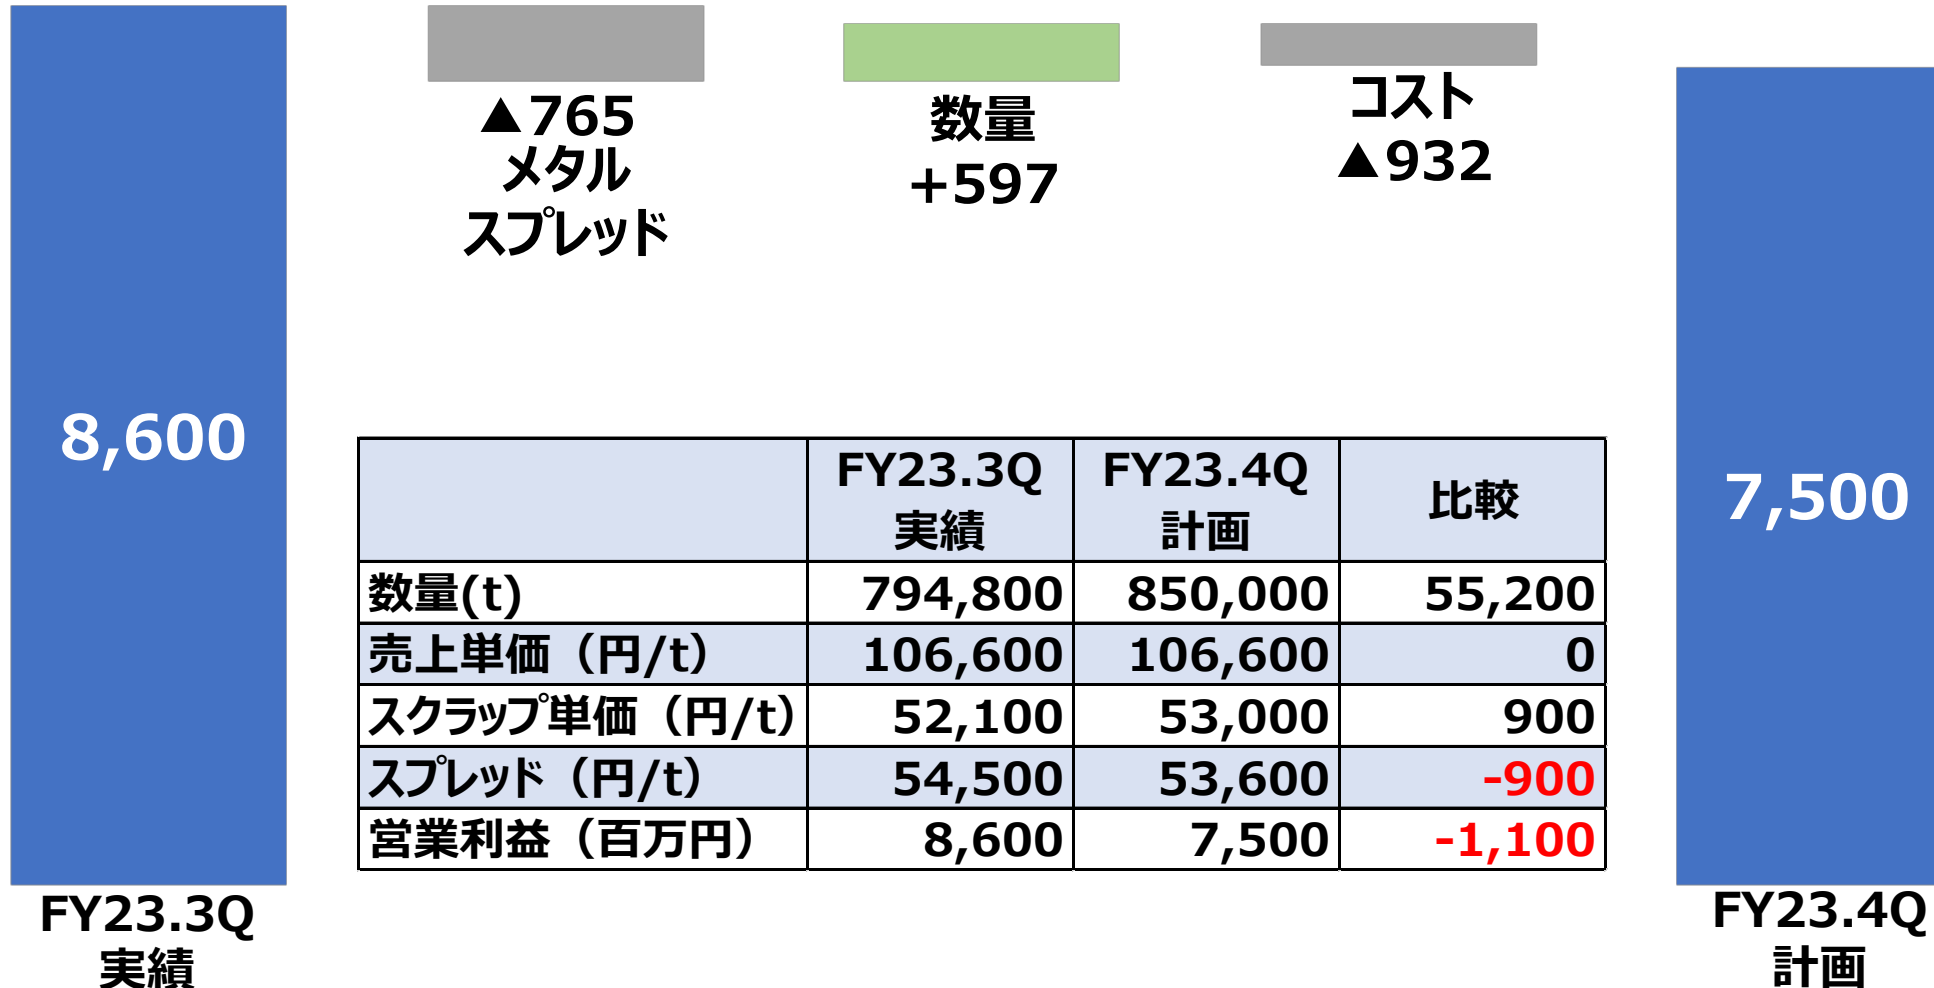 8,600
FY23.3Q
実績
▲765
メタル
スプレッド
数量
+597
コスト
▲932
7,500
FY23.4Q
計画
FY23.3Q 実績 FY23.4Q 計画 比較
数量(t) 794,800 850,000 55,200
売上単価（円/t） 106,600 106,600 0
スクラップ単価（円/t） 52,100 53,000 900
スプレッド（円/t） 54,500 53,600 -900
営業利益（百万円） 8,600 7,500 -1,100